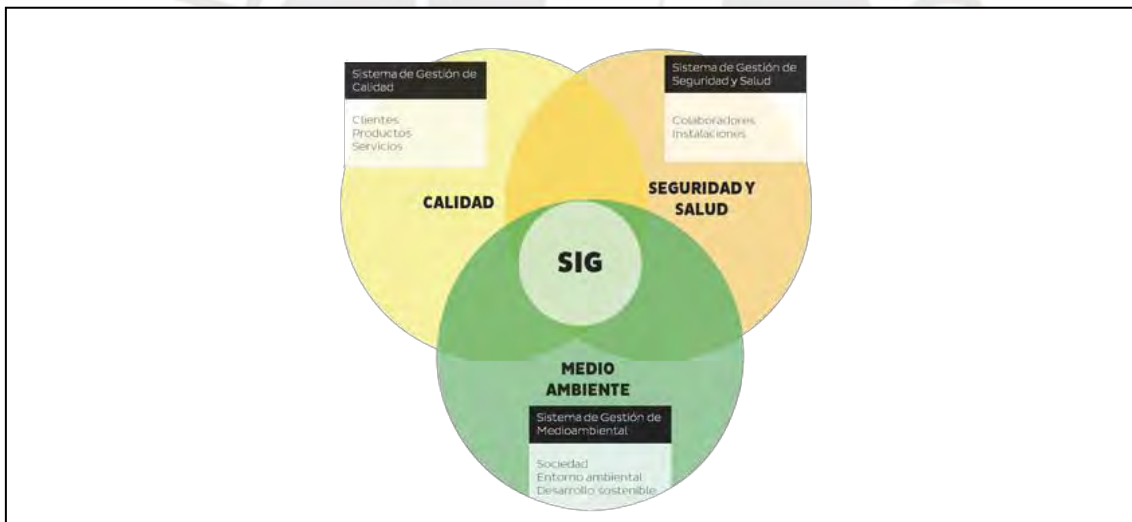 Sistema de Gestión de
Calidad
Clientes
Productos
Servicios
CALIDAD
Sistema de Gestión de
Seguridad y Salud
Colaboradores
Instalaciones
SEGURIDAD Y
SALUD
SIG
MEDIO
AMBIENTE
Sistema de Gestión de
Medioambiental
Sociedad
Entorno ambiental
Desarrollo sostenible